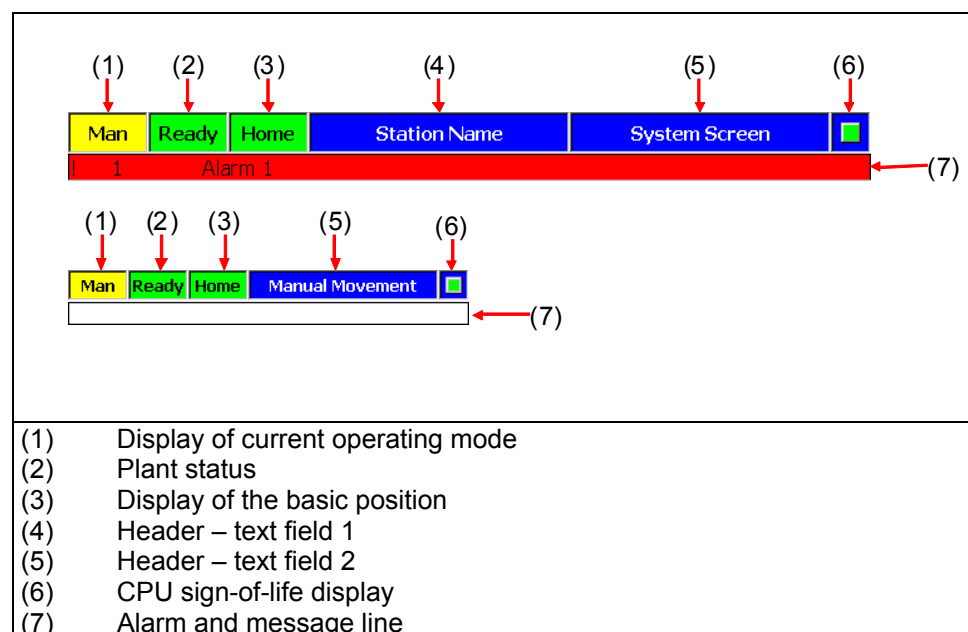 (1) (2) (3) (4) (5) (6)
Man Ready Home Station Name System Screen
! 1 Alarm 1
(7)
(1) (2) (3) (5) (6)
Man Ready Home Manual Movement
(7)
(1) Display of current operating mode
(2) Plant status
(3) Display of the basic position
(4) Header – text field 1
(5) Header – text field 2
(6) CPU sign-of-life display
(7) Alarm and message line